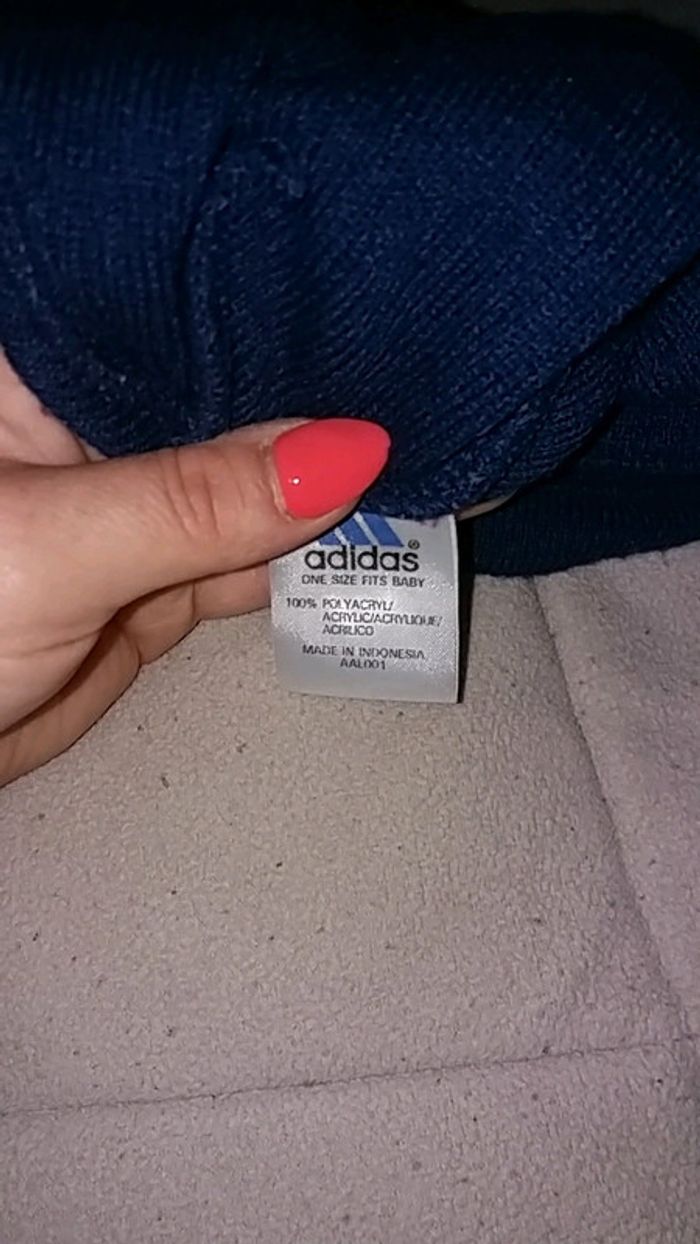 adidas®
ONE SIZE FITS BABY
100% POLYACRYL/
ACRYLIC/ACRYLIQUE/
ACRILICO
MADE IN INDONESIA
AAL001